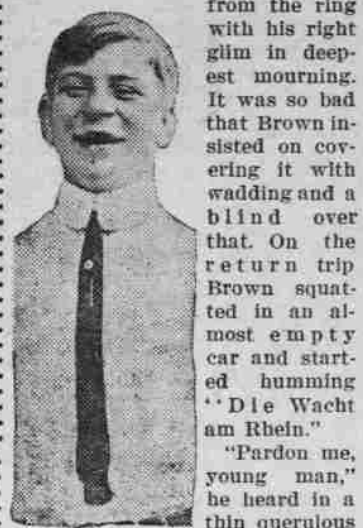 from the ring
with his right
glim in deep-
est mourning.
It was so bad
that Brown in-
sisted on cov-
ering it with
wadding and a
blind over
that. On the
return trip
Brown squat-
ted in an al-
most empty
car and start-
ed humming
‘‘Die Wacht
am Rhein.”
“Pardon me,
young man,”
he heard in a
thin querulous